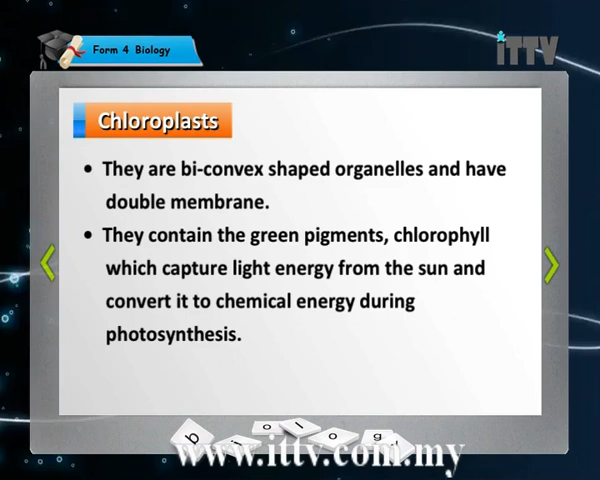 Form 4 Biology
iTTV
Chloroplasts
• They are bi-convex shaped organelles and have
double membrane.
• They contain the green pigments, chlorophyll
which capture light energy from the sun and
convert it to chemical energy during
photosynthesis.
b i o l o g y
www.ittv.com.my